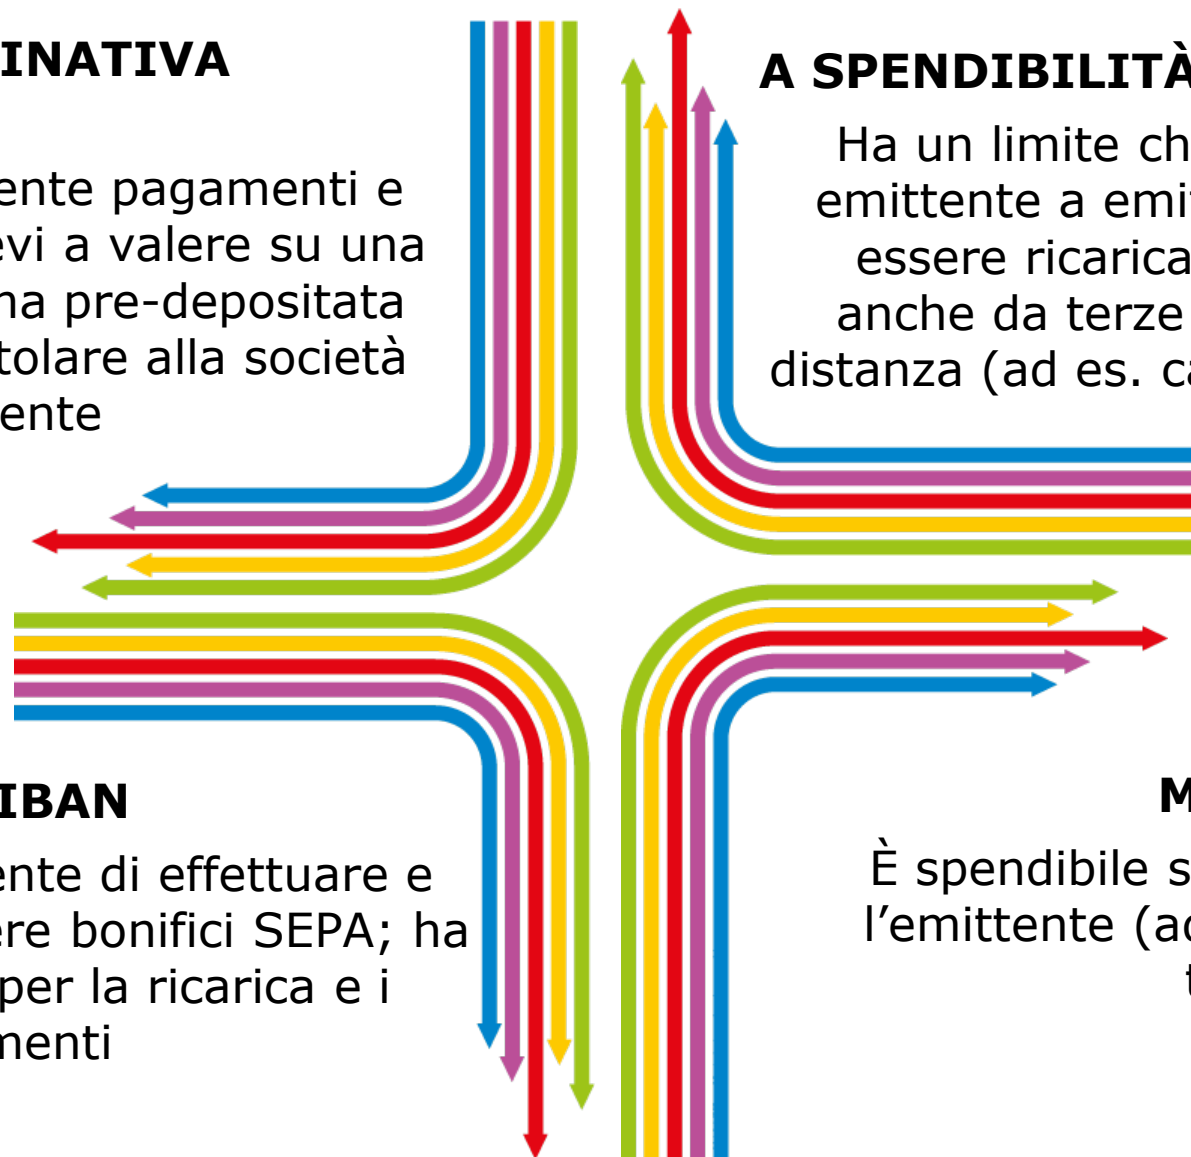 INATIVA
ente pagamenti e
evi a valere su una
na pre-depositata
tolare alla società
ente
A SPENDIBILITÀ
Ha un limite ch
emittente a emi
essere ricarica
anche da terze
distanza (ad es. ca
IBAN
ente di effettuare e
ere bonifici SEPA; ha
per la ricarica e i
menti
M
È spendibile s
l’emittente (a
t